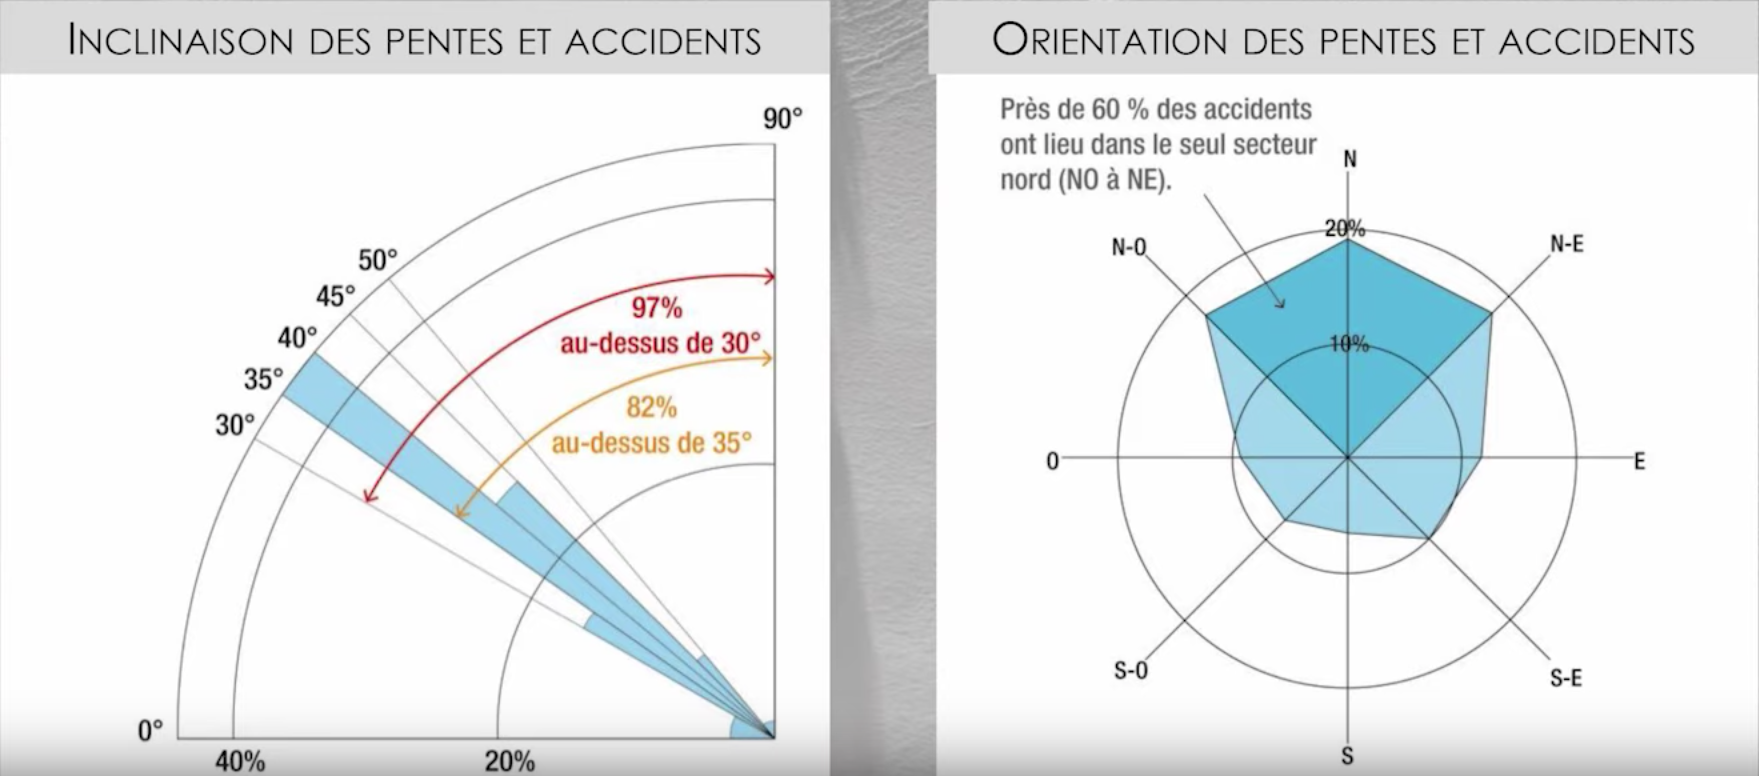 INCLINAISON DES PENTES ET ACCIDENTS
90°
50°
45°
40°
35°
30°
0°
97%
au-dessus de 30°
82%
au-dessus de 35°
40%
20%
ORIENTATION DES PENTES ET ACCIDENTS
Près de 60 % des accidents
ont lieu dans le seul secteur
nord (NO à NE).
N
20%
N-O
N-E
10%
O
E
S-O
S-E
S